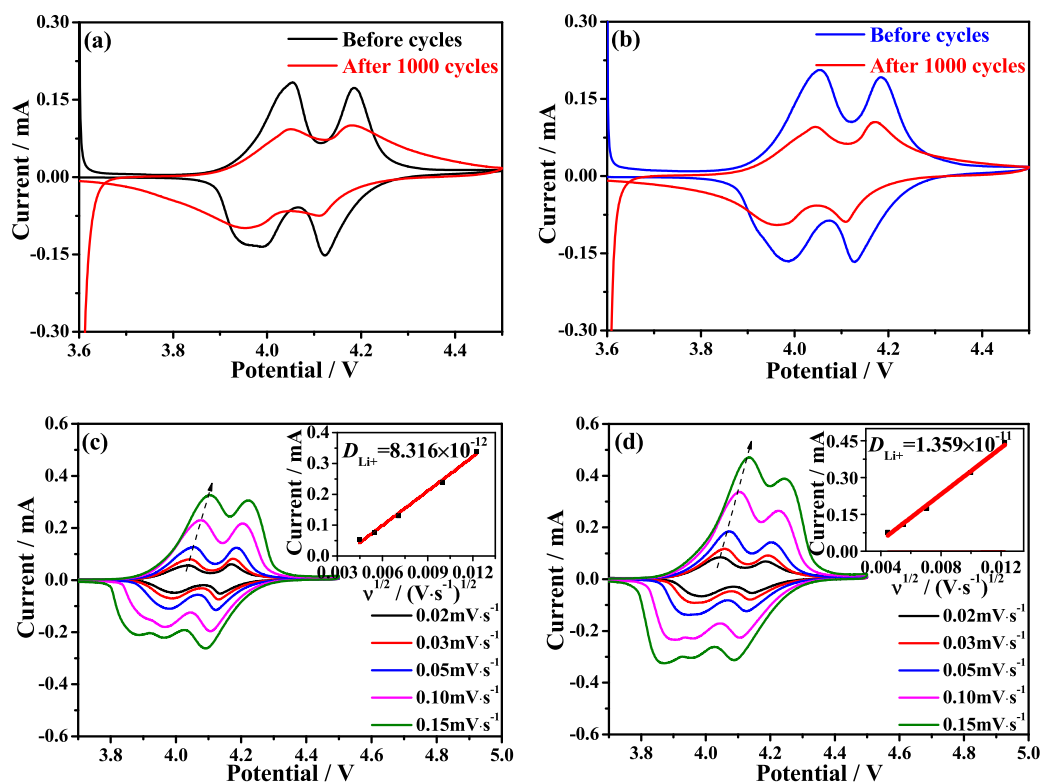 (a)
Before cycles
After 1000 cycles
0.30
0.15
0.00
-0.15
-0.30
Current / mA
3.6 3.8 4.0 4.2 4.4
Potential / V
(b)
Before cycles
After 1000 cycles
0.30
0.15
0.00
-0.15
-0.30
Current / mA
3.6 3.8 4.0 4.2 4.4
Potential / V
(c)
0.6
0.4
0.2
0.0
-0.2
-0.4
-0.6
Current / mA
3.8 4.0 4.2 4.4 4.6 4.8 5.0
Potential / V
D_Li+=8.316×10^-12
0.4
0.3
0.2
0.1
0.0
Current / mA
0.003 0.006 0.009 0.012
ν^1/2 / (V·s^-1)^1/2
0.02mV·s^-1
0.03mV·s^-1
0.05mV·s^-1
0.10mV·s^-1
0.15mV·s^-1
(d)
0.6
0.4
0.2
0.0
-0.2
-0.4
-0.6
Current / mA
3.8 4.0 4.2 4.4 4.6 4.8 5.0
Potential / V
D_Li+=1.359×10^-11
0.45
0.30
0.15
0.00
Current / mA
0.004 0.008 0.012
ν^1/2 / (V·s^-1)^1/2
0.02mV·s^-1
0.03mV·s^-1
0.05mV·s^-1
0.10mV·s^-1
0.15mV·s^-1